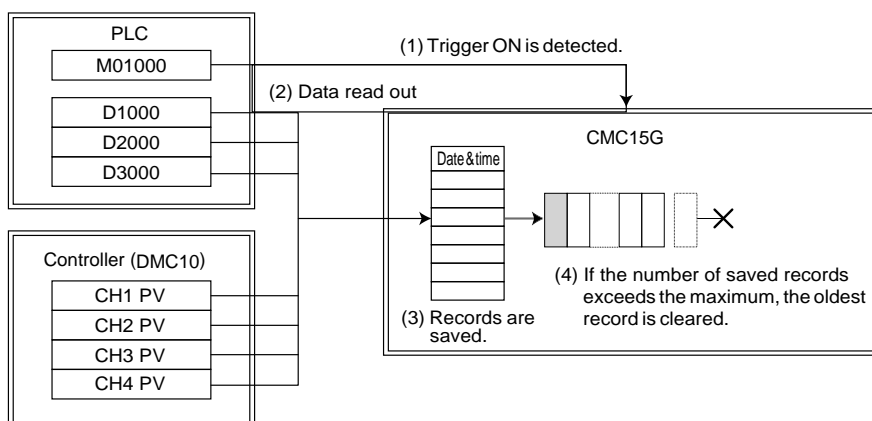 PLC
M01000
D1000
D2000
D3000
(1) Trigger ON is detected.
(2) Data read out
CMC15G
Date&time
(3) Records are
saved.
(4) If the number of saved records
exceeds the maximum, the oldest
record is cleared.
Controller (DMC10)
CH1 PV
CH2 PV
CH3 PV
CH4 PV